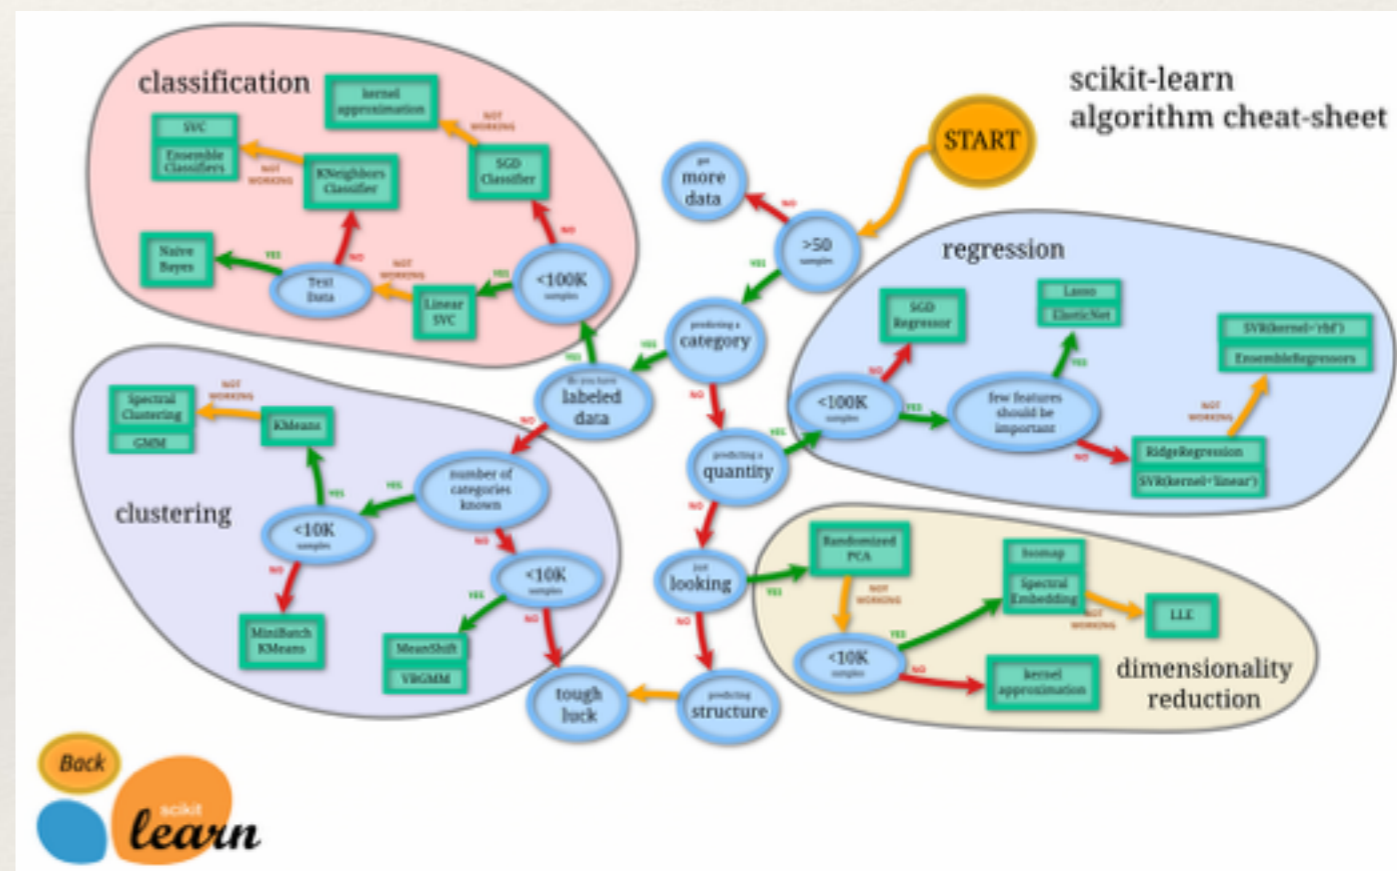 scikit-learn
algorithm cheat-sheet
START
classification
kernel
approximation
NOT
WORKING
SVC
Ensemble
Classifiers
NOT
WORKING
KNeighbors
Classifier
SGD
Classifier
Naive
Bayes
YES
Text
Data
NO
NOT
WORKING
Linear
SVC
YES
<100K
samples
NO
get
more
data
NO
>50
samples
YES
predicting a
category
YES
do you have
labeled
data
YES
NO
NO
predicting a
quantity
YES
NO
just
looking
YES
NO
predicting
structure
tough
luck
regression
SGD
Regressor
Lasso
ElasticNet
SVR(kernel='rbf')
EnsembleRegressors
NO
YES
<100K
samples
YES
few features
should be
important
NOT
WORKING
NO
RidgeRegression
SVR(kernel='linear')
clustering
Spectral
Clustering
GMM
NOT
WORKING
KMeans
YES
number of
categories
known
YES
<10K
samples
NO
NO
<10K
samples
YES
NO
MiniBatch
KMeans
MeanShift
VBGMM
Randomized
PCA
NOT
WORKING
Isomap
Spectral
Embedding
YES
NOT
WORKING
LLE
<10K
samples
NO
kernel
approximation
dimensionality
reduction
Back
scikit
learn